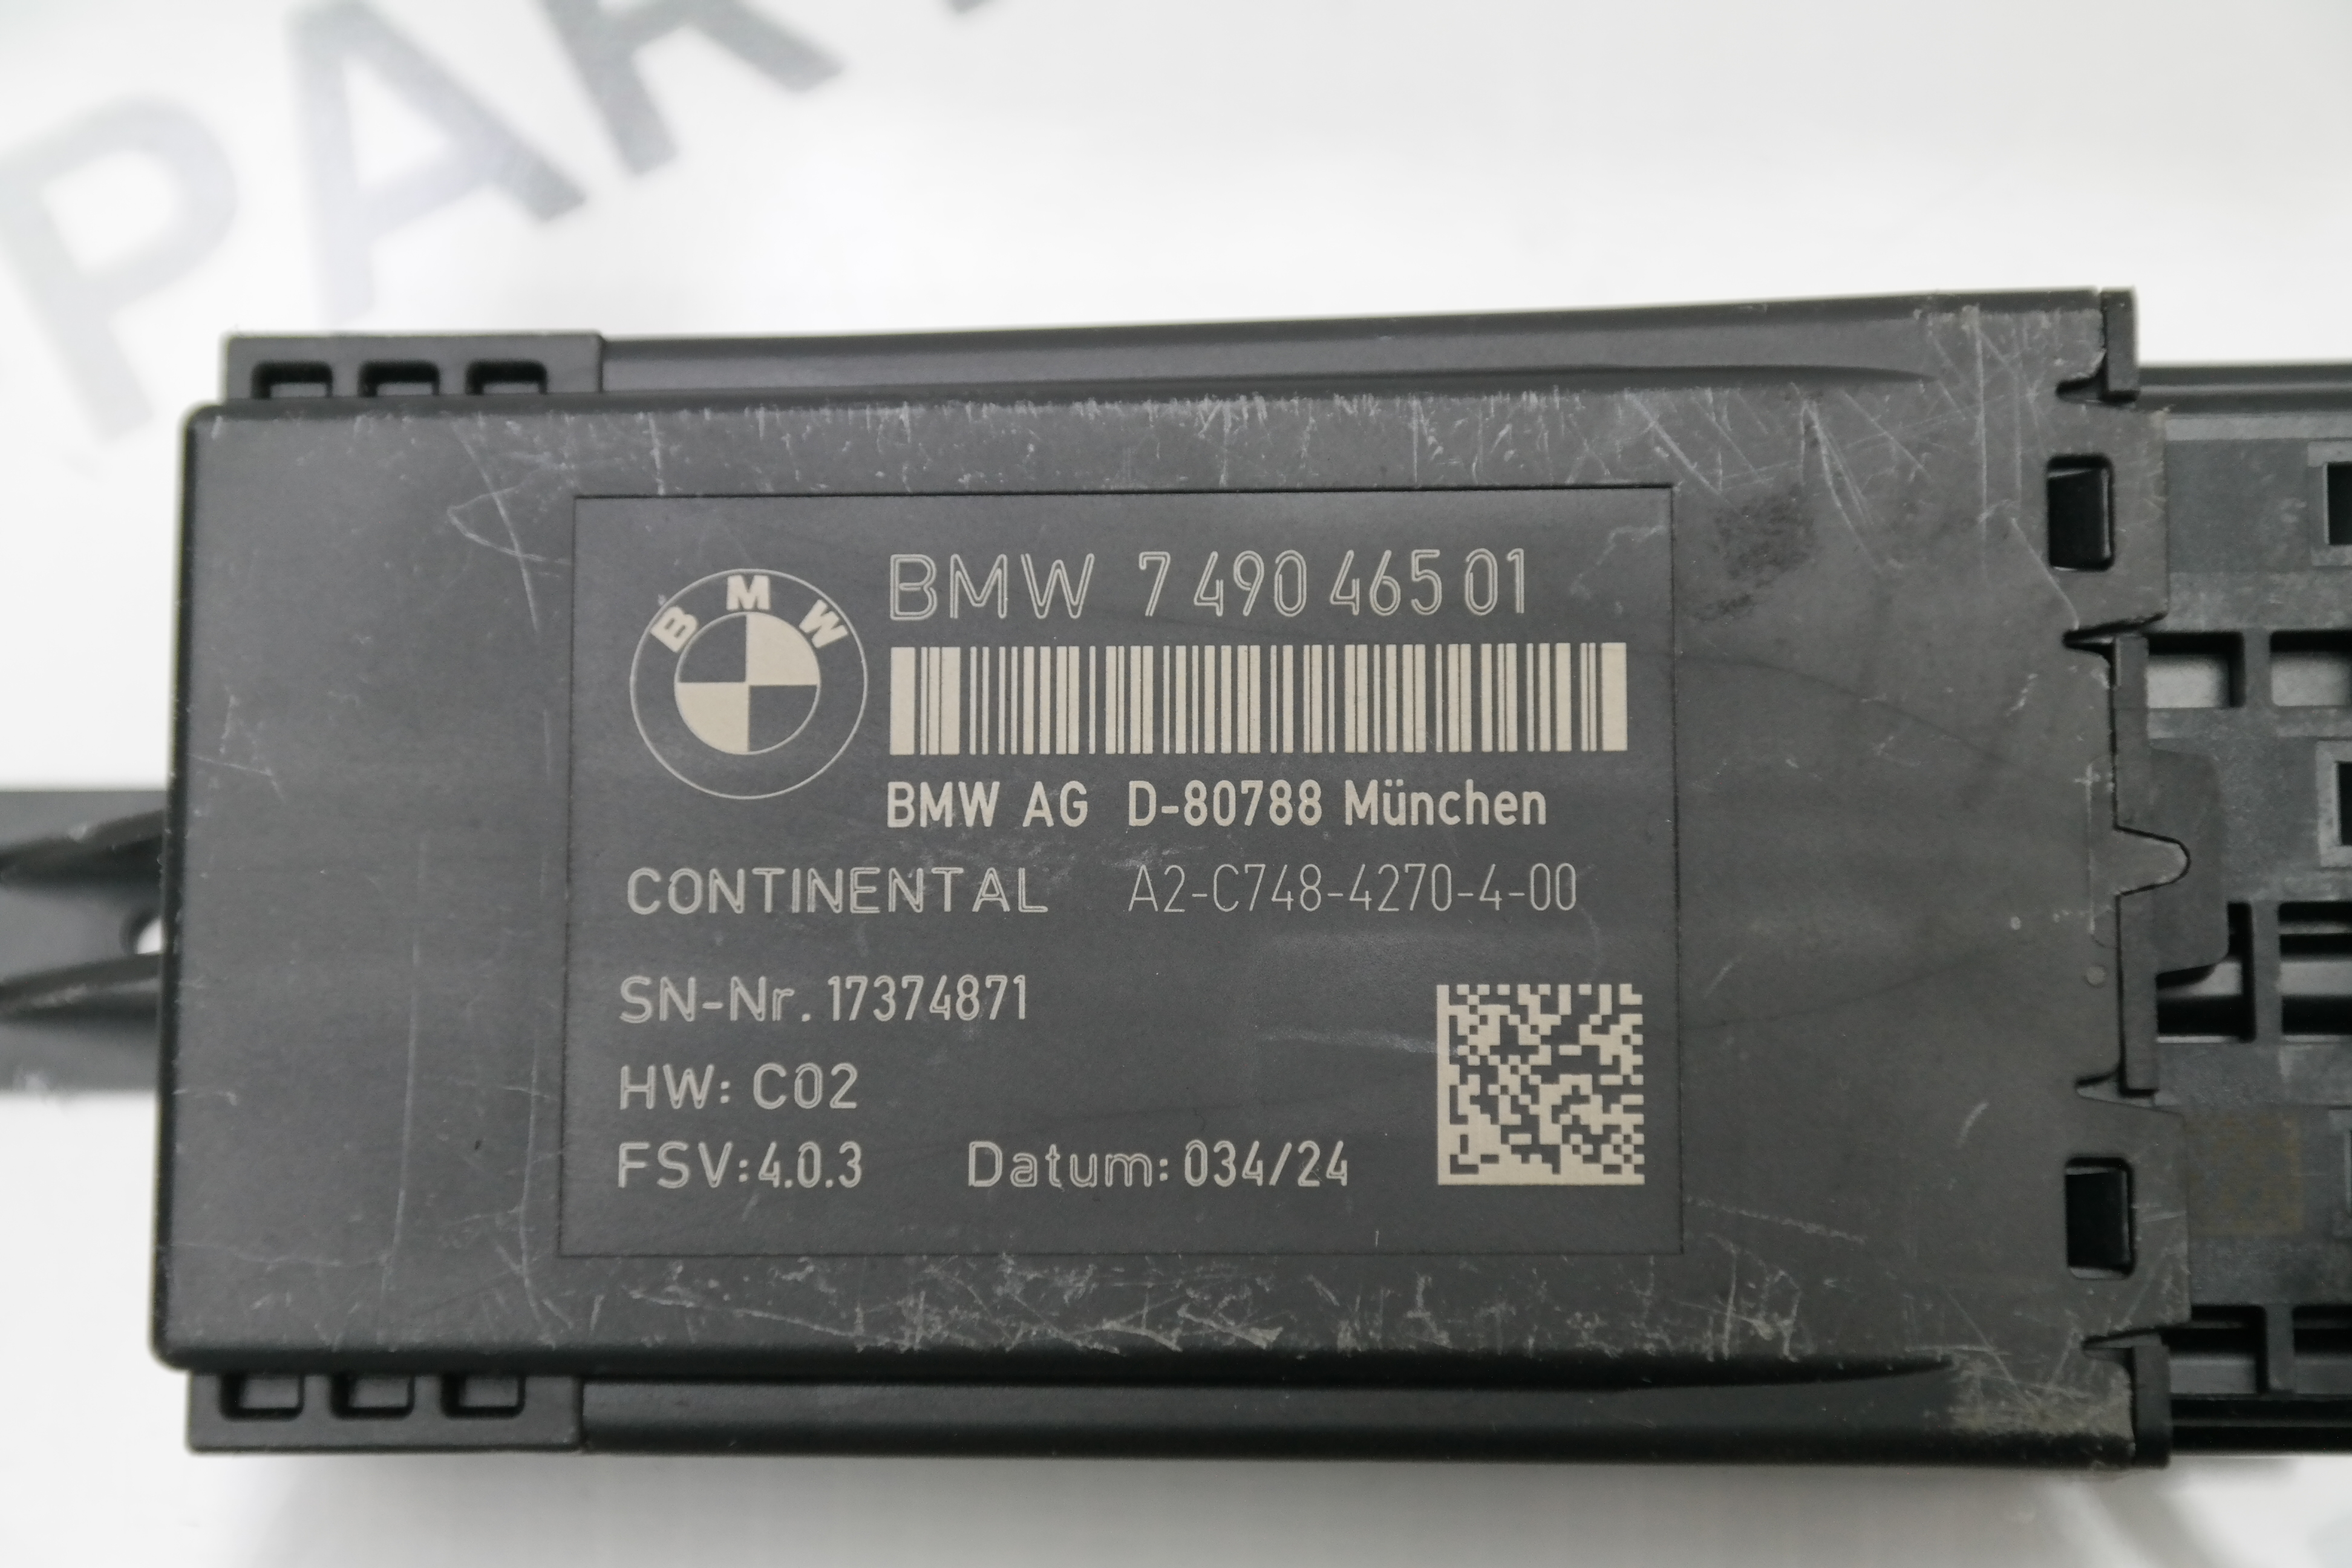 PAR
B M W
BMW 7 490 465 01
BMW AG D-80788 München
CONTINENTAL A2-C748-4270-4-00
SN-Nr. 17374871
HW: C02
FSV:4.0.3 Datum: 034/24